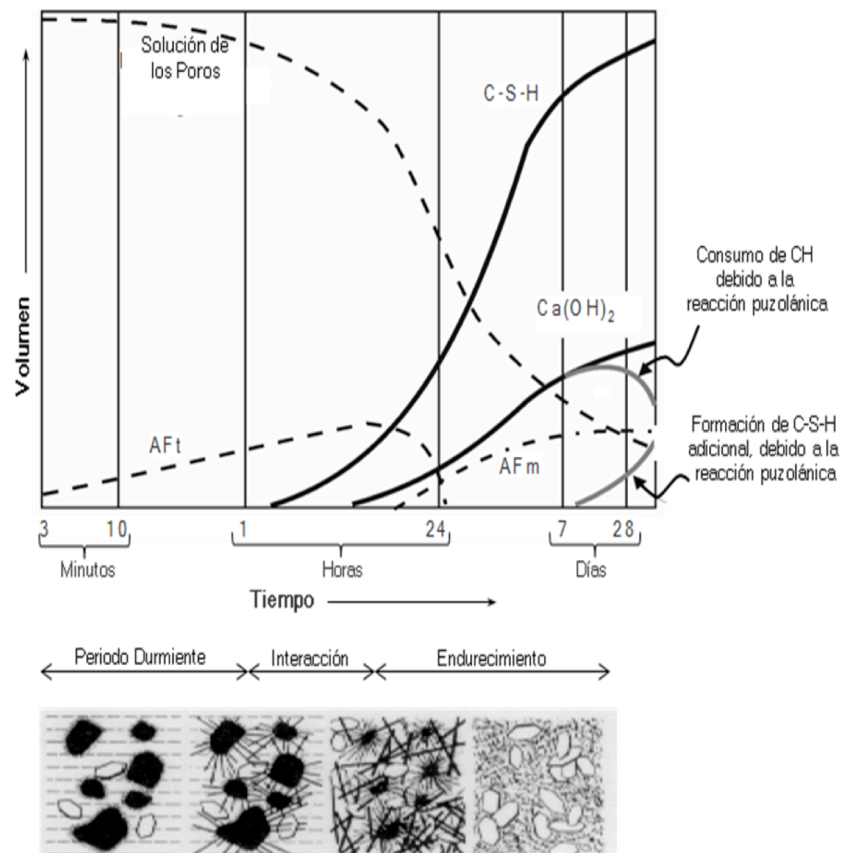 Solución de
los Poros
C-S-H
Ca(OH)2
AFt
AFm
Volumen
Consumo de CH
debido a la
reacción puzolánica
Formación de C-S-H
adicional, debido a la
reacción puzolánica
3 10 1 24 7 28
Minutos Horas Días
Tiempo
Periodo Durmiente Interacción Endurecimiento